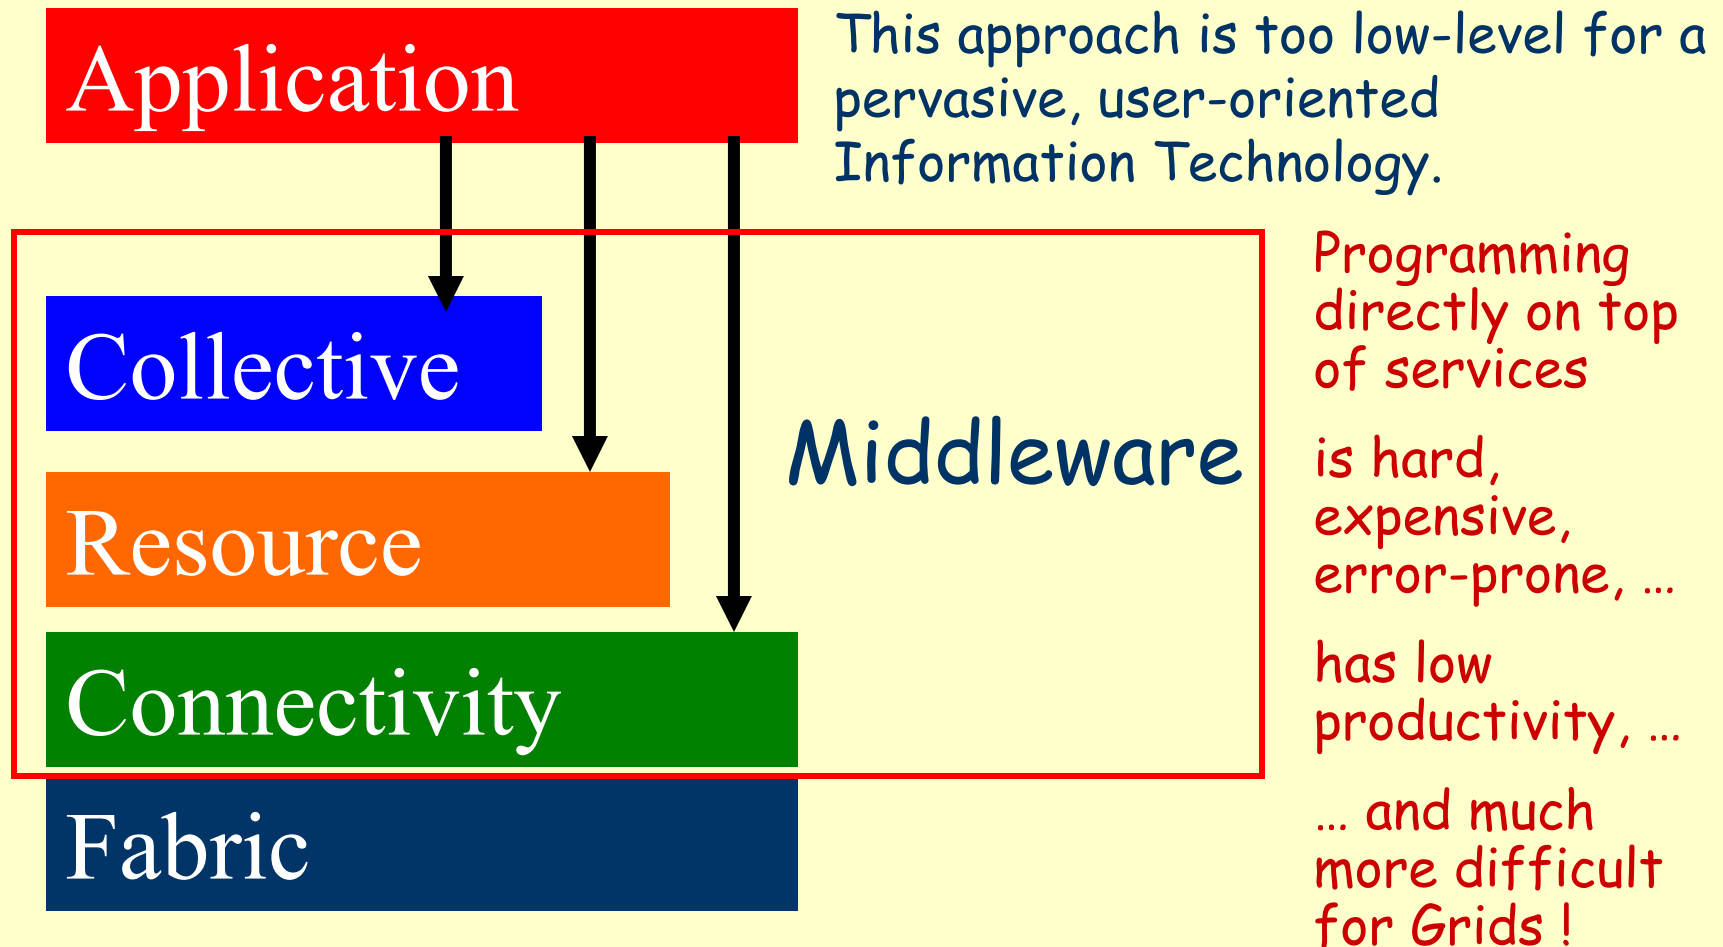 Application
This approach is too low-level for a
pervasive, user-oriented
Information Technology.
Collective
Resource
Connectivity
Fabric
Middleware
Programming
directly on top
of services
is hard,
expensive,
error-prone, …
has low
productivity, …
… and much
more difficult
for Grids !